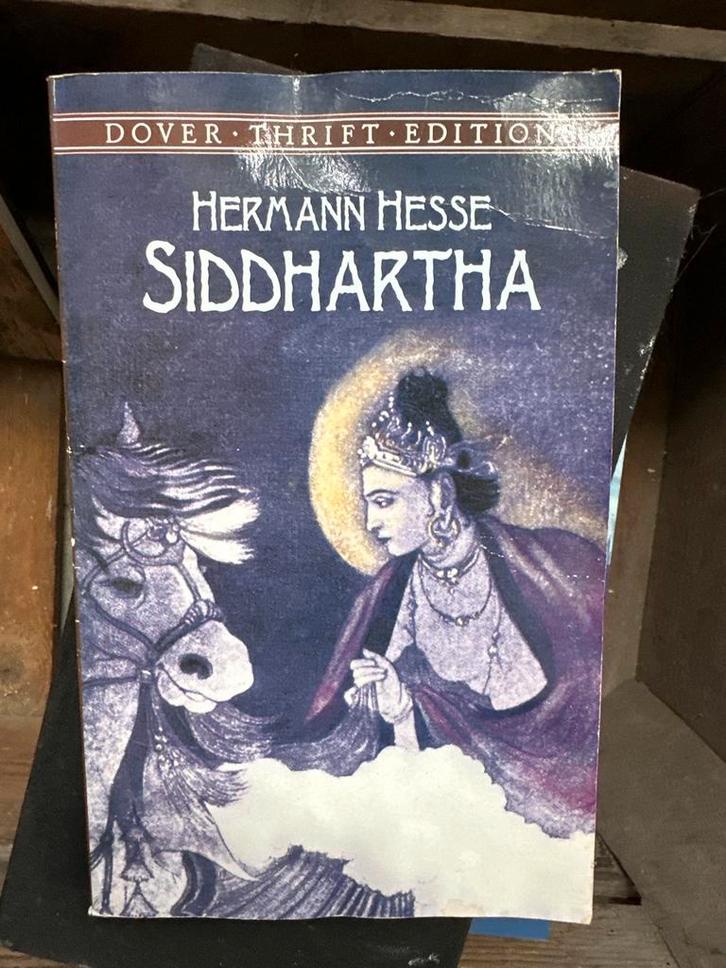 DOVER · THRIFT · EDITIONS
HERMANN HESSE
SIDDHARTHA